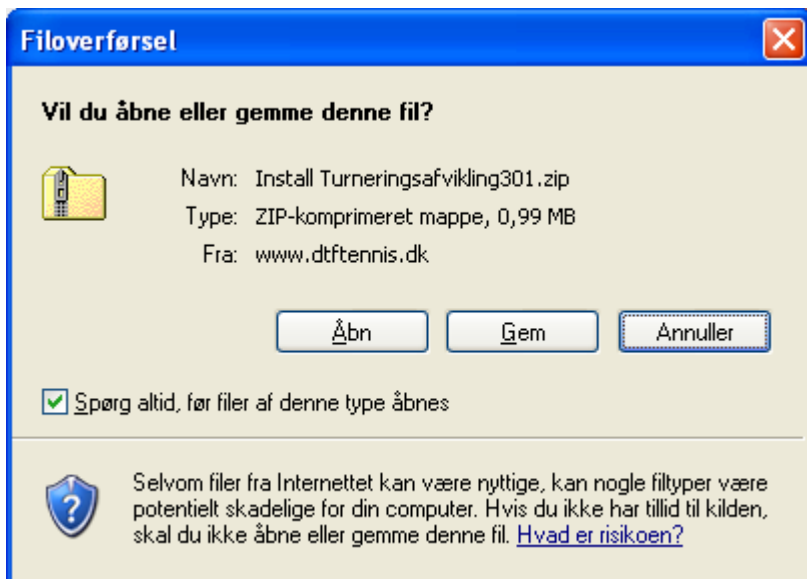 Filoverførsel
Vil du åbne eller gemme denne fil?
Navn: Install Turneringsafvikling301.zip
Type: ZIP-komprimeret mappe, 0,99 MB
Fra: www.dtftennis.dk
Åbn Gem Annuller
Spørg altid, før filer af denne type åbnes
Selvom filer fra Internettet kan være nyttige, kan nogle filtyper være
potentielt skadelige for din computer. Hvis du ikke har tillid til kilden,
skal du ikke åbne eller gemme denne fil. Hvad er risikoen?